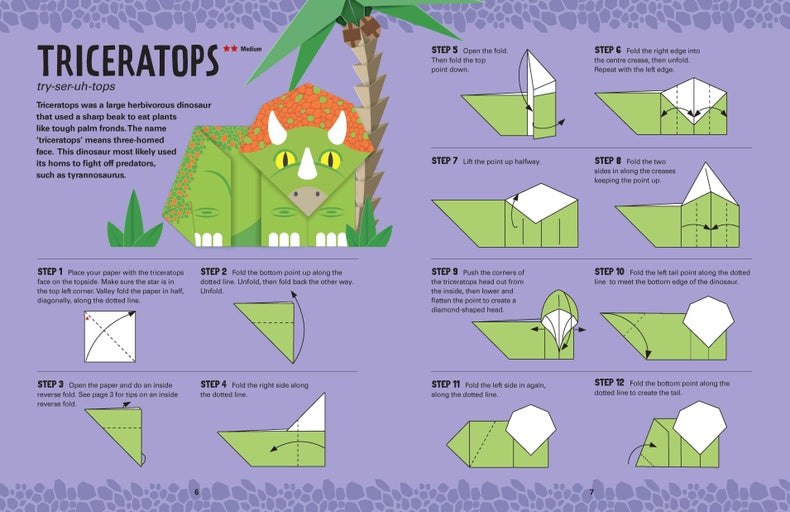 TRICERATOPS
Medium
try-ser-uh-tops
Triceratops was a large herbivorous dinosaur
that used a sharp beak to eat plants
like tough palm fronds. The name
‘triceratops’ means three-horned
face. This dinosaur most likely used
its horns to fight off predators,
such as tyrannosaurus.
STEP 1 Place your paper with the triceratops
face on the topside. Make sure the star is in
the top left corner. Valley fold the paper in half,
diagonally, along the dotted line.
STEP 2 Fold the bottom point up along the
dotted line. Unfold, then fold back the other way.
Unfold.
STEP 3 Open the paper and do an inside
reverse fold. See page 3 for tips on an inside
reverse fold.
STEP 4 Fold the right side along
the dotted line.
6
STEP 5 Open the fold.
Then fold the top
point down.
STEP 6 Fold the right edge into
the centre crease, then unfold.
Repeat with the left edge.
STEP 7 Lift the point up halfway.
STEP 8 Fold the two
sides in along the creases
keeping the point up.
STEP 9 Push the corners of
the triceratops head out from
the inside, then lower and
flatten the point to create a
diamond-shaped head.
STEP 10 Fold the left tail point along the dotted
line to meet the bottom edge of the dinosaur.
STEP 11 Fold the left side in again,
along the dotted line.
STEP 12 Fold the bottom point along the
dotted line to create the tail.
7